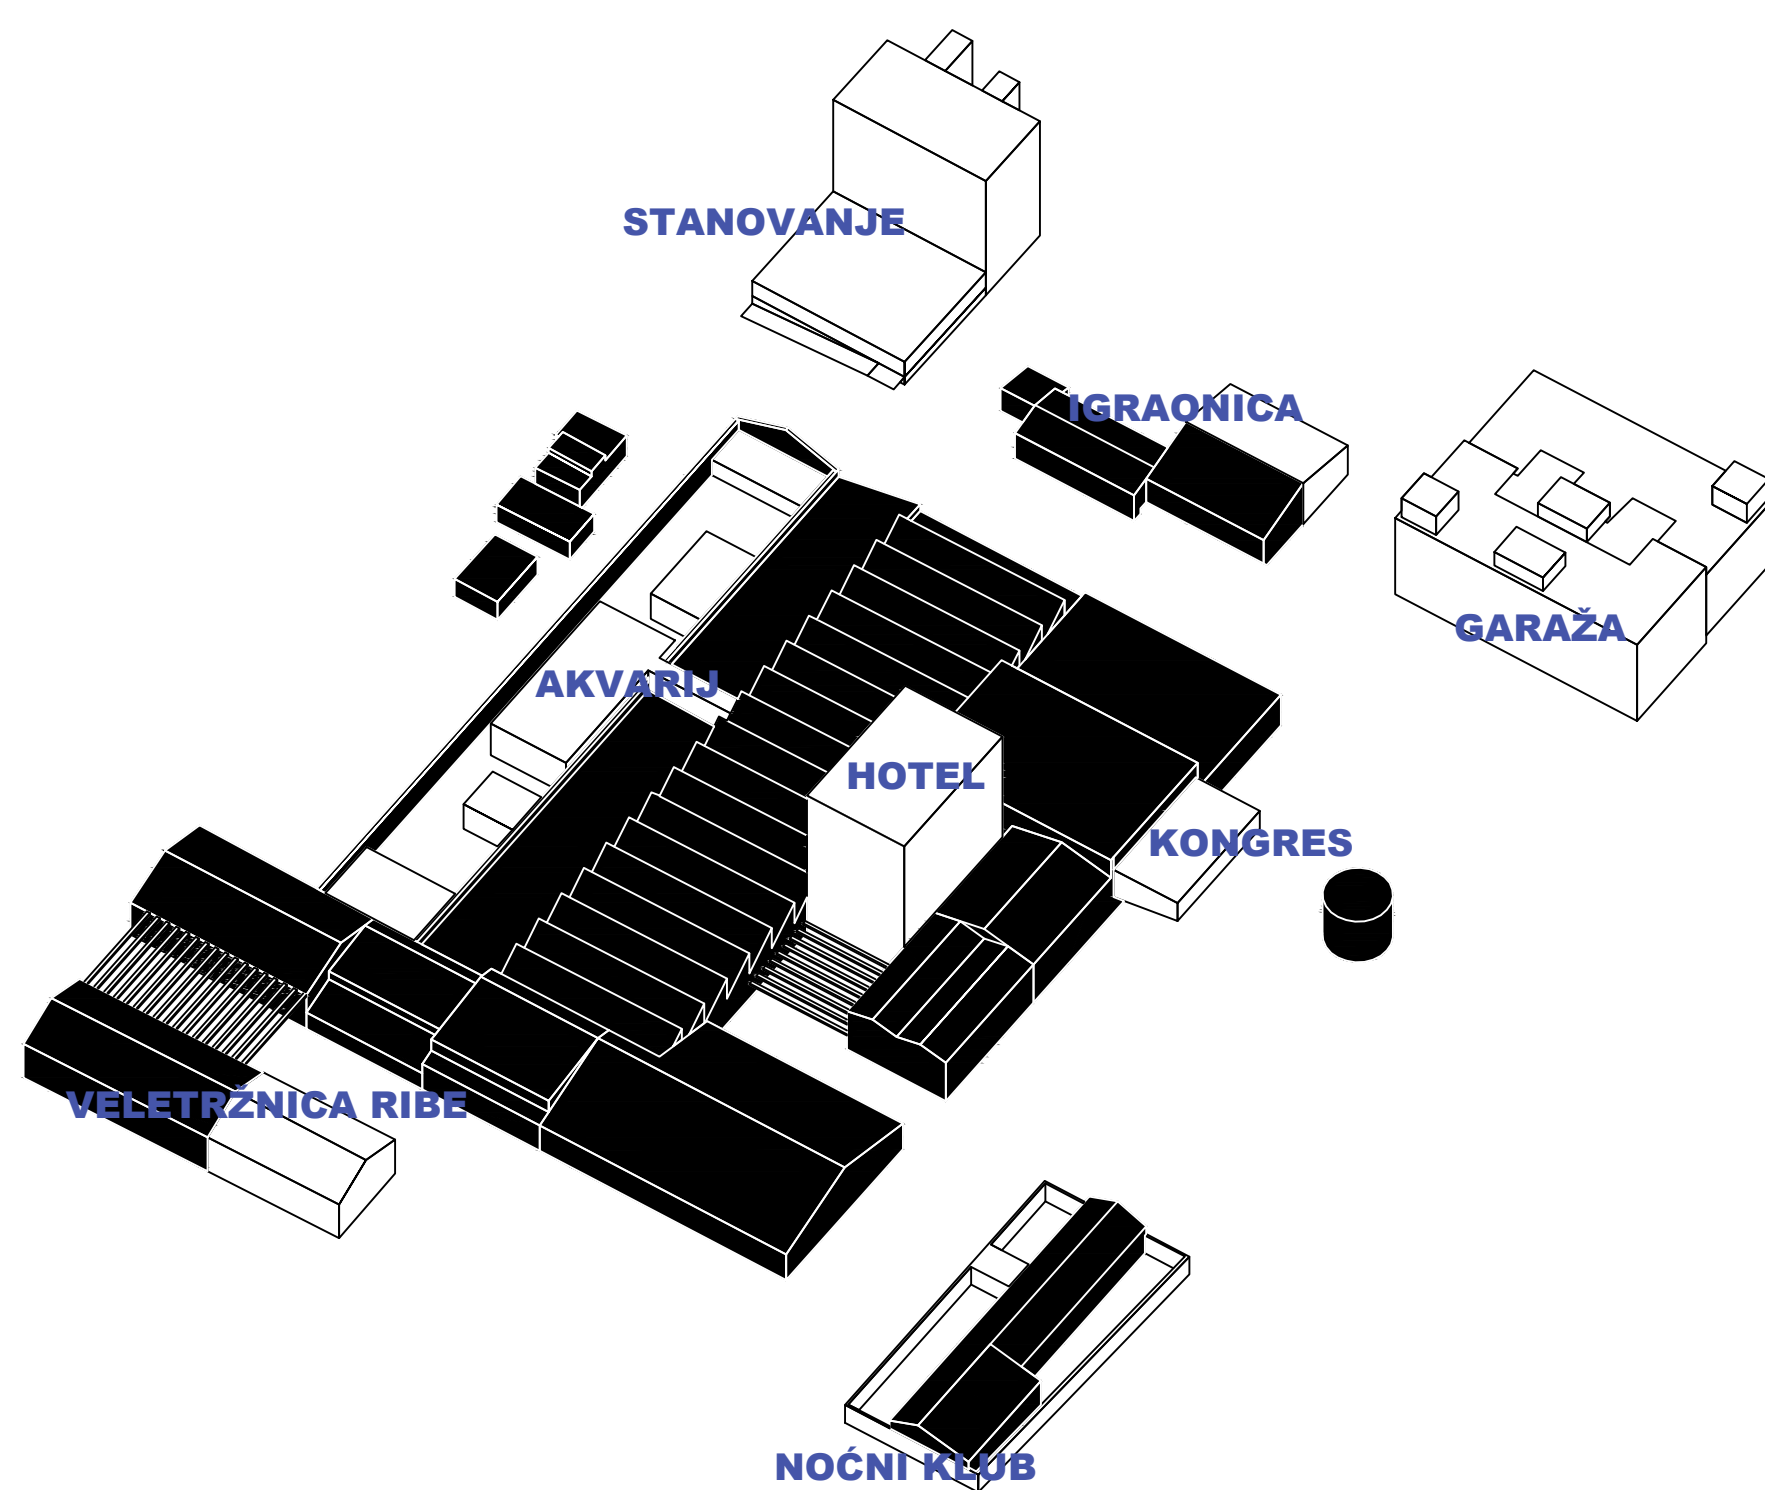 STANOVANJE
IGRAONICA
GARAŽA
AKVARIJ
HOTEL
KONGRES
VELETRŽNICA RIBE
NOĆNI KLUB